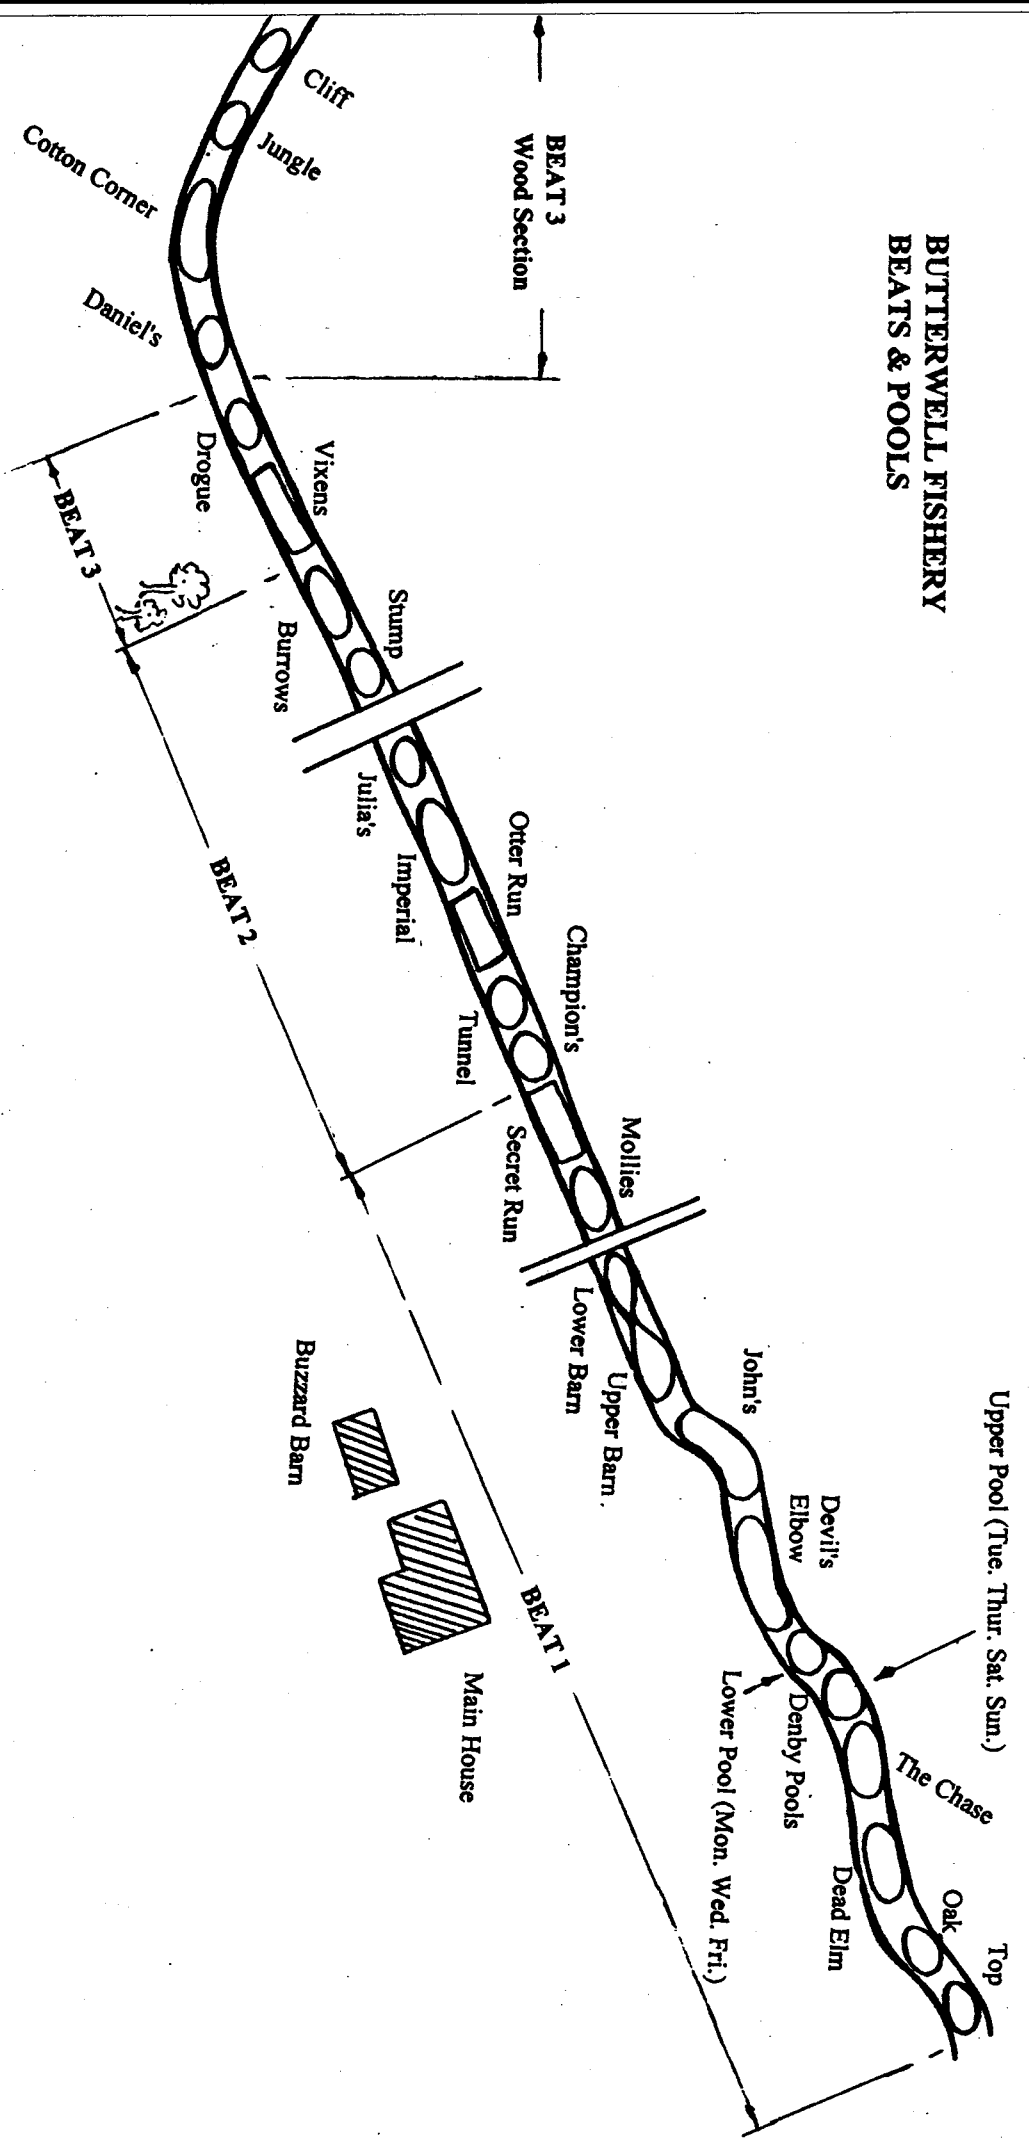 BUTTERWELL FISHERY
BEATS & POOLS
BEAT 3
Wood Section
Cliff
Jungle
Cotton Corner
Daniel's
Drogue
Vixens
BEAT 3
Burrows
Stump
Julia's
Imperial
Otter Run
BEAT 2
Tunnel
Champion's
Secret Run
Mollies
Lower Barn
Upper Barn
John's
Devil's
Elbow
Upper Pool (Tue. Thur. Sat. Sun.)
Denby Pools
Lower Pool (Mon. Wed. Fri.)
The Chase
Dead Elm
Oak
Top
BEAT 1
Buzzard Barn
Main House